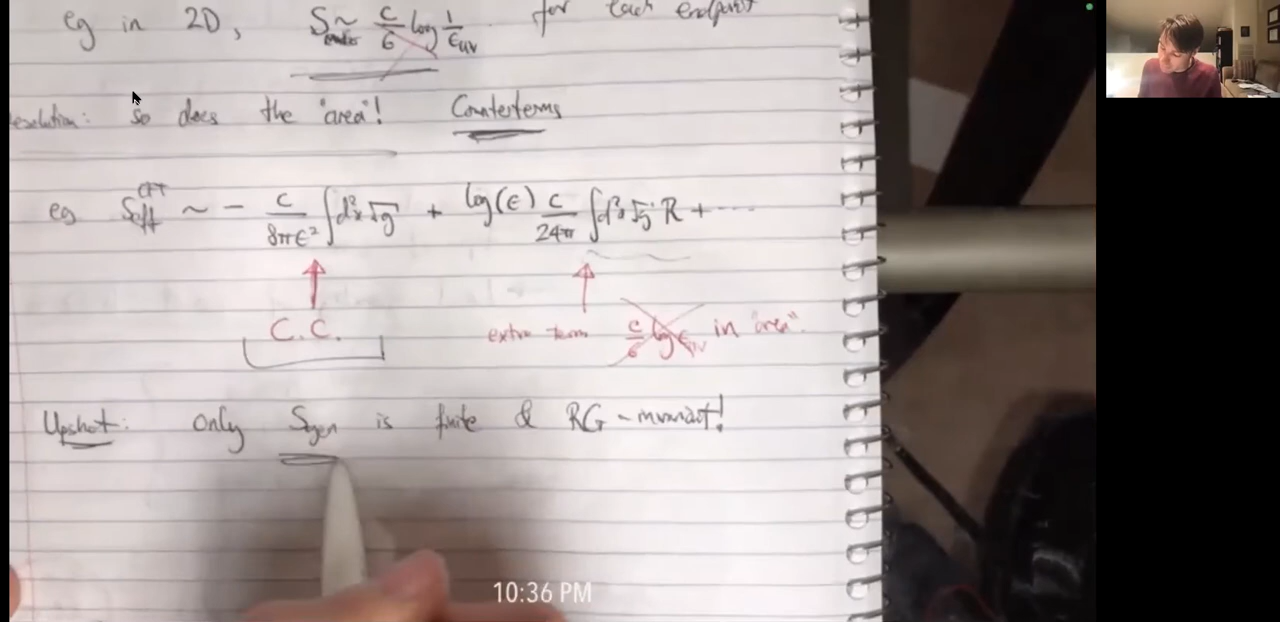 eg in 2D, S ~ c/6 log 1/ϵUV for each endpoint
Resolution: so does the "area"! Counterterms
eg Seff^CFT ~ - c/8πϵ² ∫d²x√g + log(ϵ) c/24π ∫d²x√g R + ....
C.C. extra term c/6 log ϵUV in "area".
Upshot: only Sgen is finite & RG-invariant!
10:36 PM